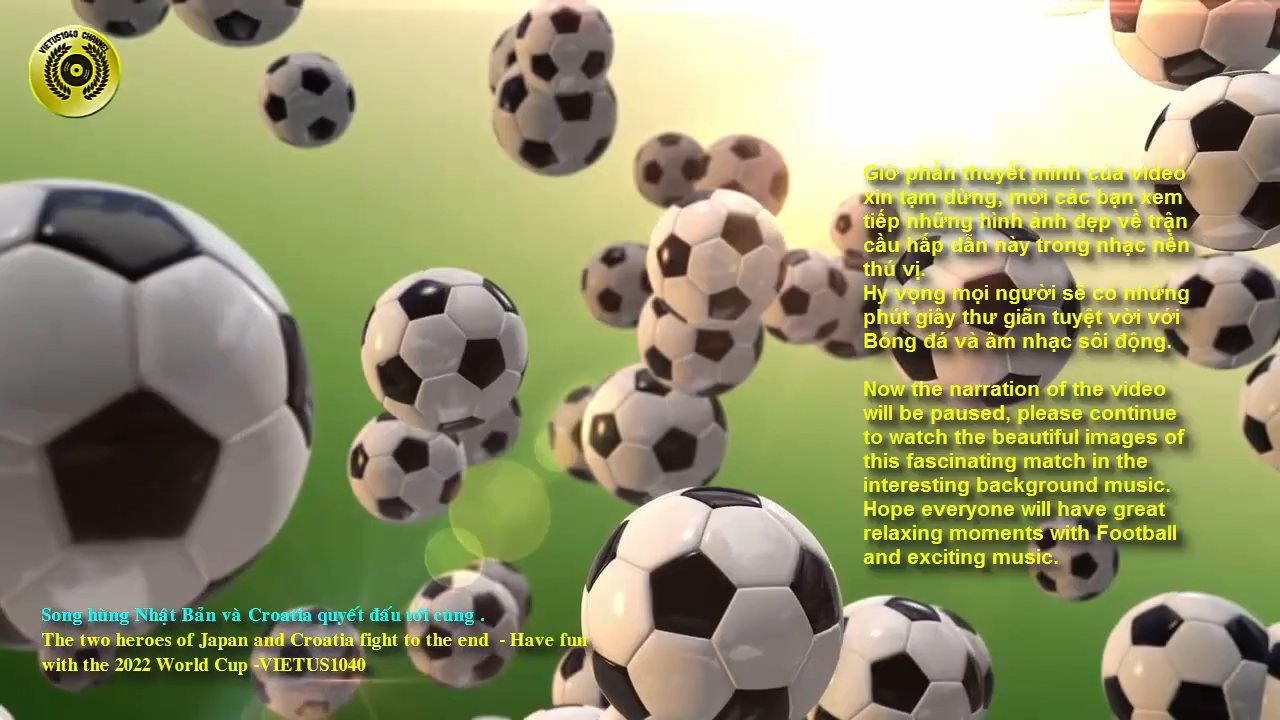 VIETUS1040 CHANNEL
Giờ phần thuyết minh của video
xin tạm dừng, mời các bạn xem
tiếp những hình ảnh đẹp về trận
cầu hấp dẫn này trong nhạc nền
thú vị.
Hy vọng mọi người sẽ có những
phút giây thư giãn tuyệt vời với
Bóng đá và âm nhạc sôi động.
Now the narration of the video
will be paused, please continue
to watch the beautiful images of
this fascinating match in the
interesting background music.
Hope everyone will have great
relaxing moments with Football
and exciting music.
Song hùng Nhật Bản và Croatia quyết đấu tới cùng .
The two heroes of Japan and Croatia fight to the end - Have fun
with the 2022 World Cup -VIETUS1040